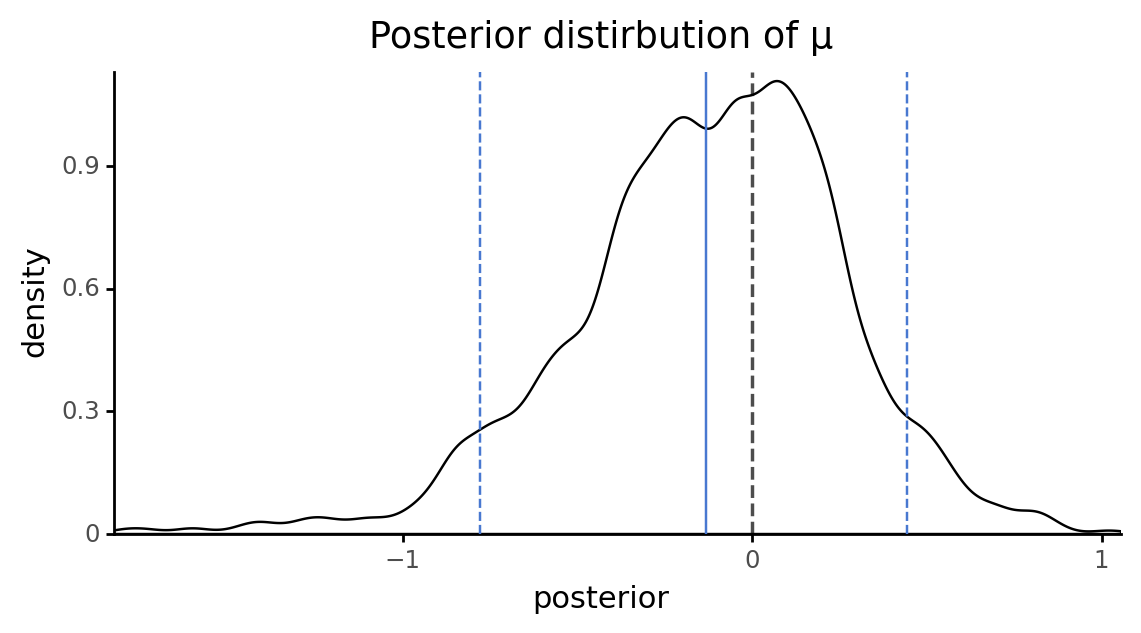 Posterior distirbution of μ
density
0.9
0.6
0.3
0
−1
0
1
posterior